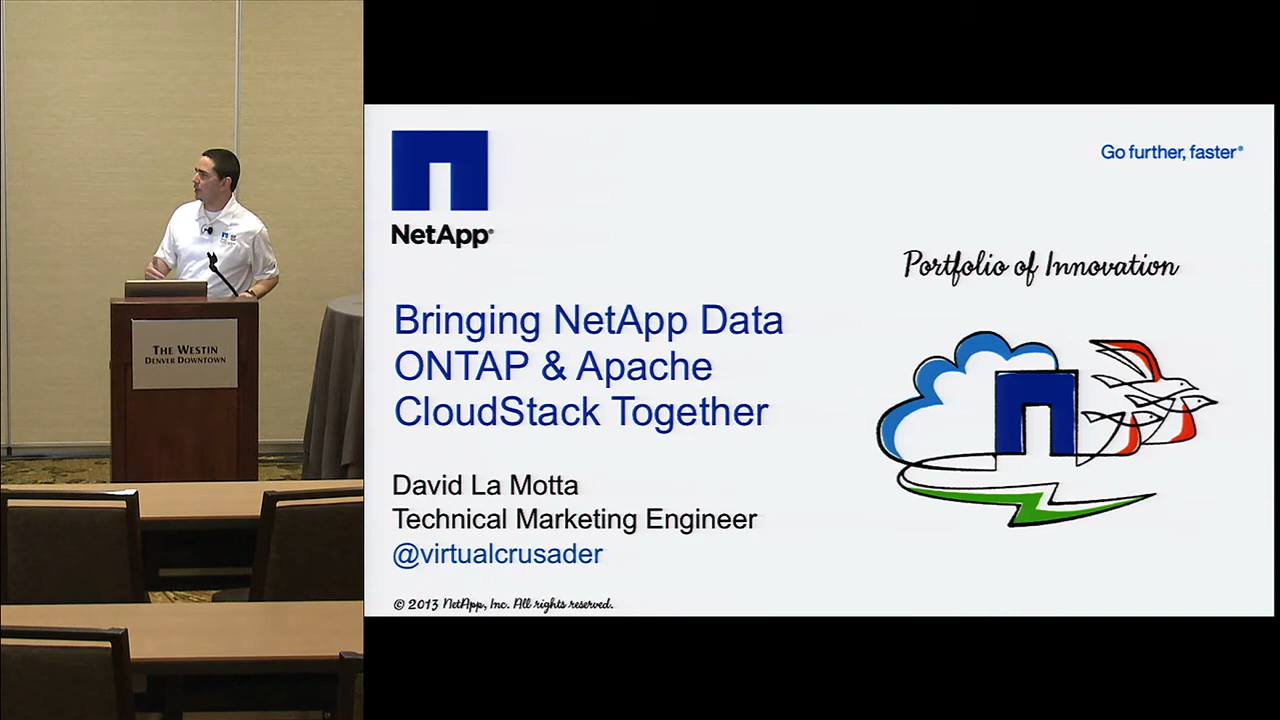 THE WESTIN
DENVER DOWNTOWN
NetApp®
Go further, faster®
Portfolio of Innovation
Bringing NetApp Data
ONTAP & Apache
CloudStack Together
David La Motta
Technical Marketing Engineer
@virtualcrusader
© 2013 NetApp, Inc. All rights reserved.